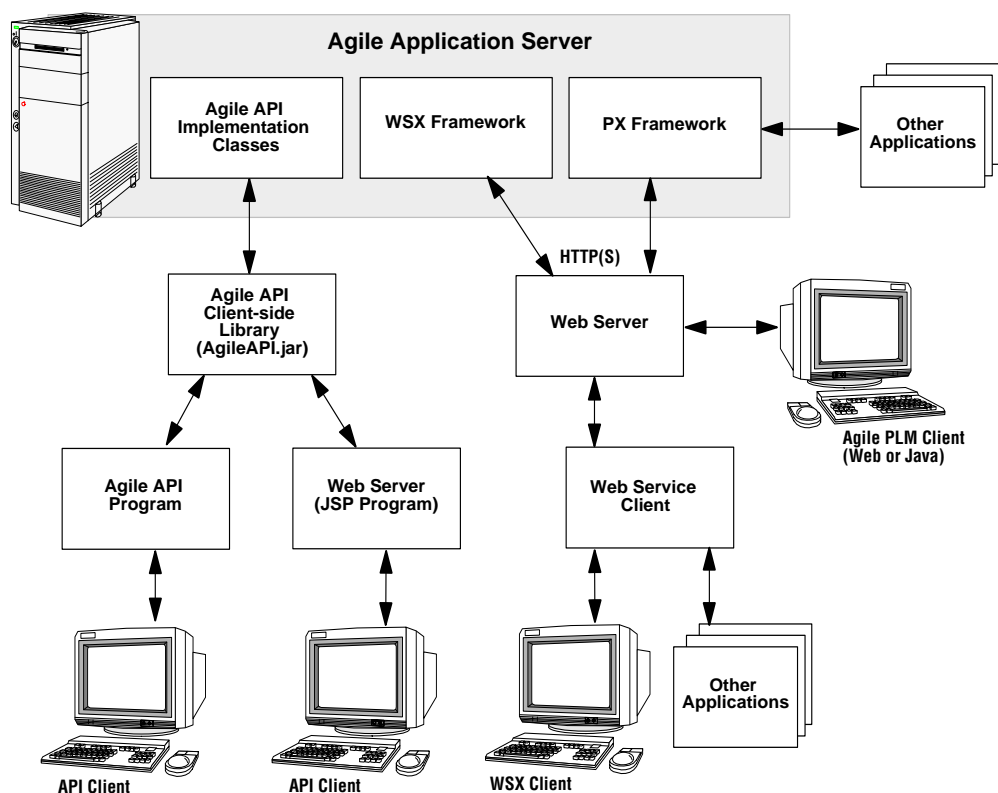 Agile Application Server
Agile API
Implementation
Classes
WSX Framework
PX Framework
Other
Applications
HTTP(S)
Agile API
Client-side
Library
(AgileAPI.jar)
Web Server
Agile PLM Client
(Web or Java)
Agile API
Program
Web Server
(JSP Program)
Web Service
Client
Other
Applications
API Client
API Client
WSX Client